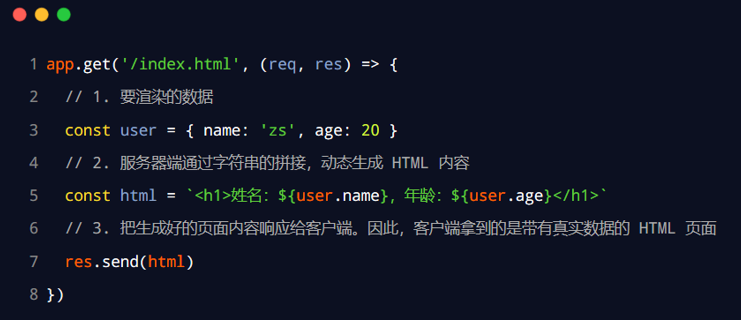 1 app.get('/index.html', (req, res) => {
2 // 1. 要渲染的数据
3 const user = { name: 'zs', age: 20 }
4 // 2. 服务器端通过字符串的拼接，动态生成 HTML 内容
5 const html = `<h1>姓名：${user.name}，年龄：${user.age}</h1>`
6 // 3. 把生成好的页面内容响应给客户端。因此，客户端拿到的是带有真实数据的 HTML 页面
7 res.send(html)
8 })